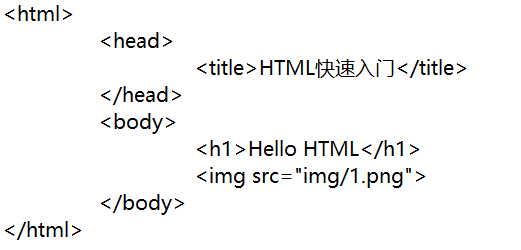 <html>
<head>
<title>HTML快速入门</title>
</head>
<body>
<h1>Hello HTML</h1>
<img src="img/1.png">
</body>
</html>